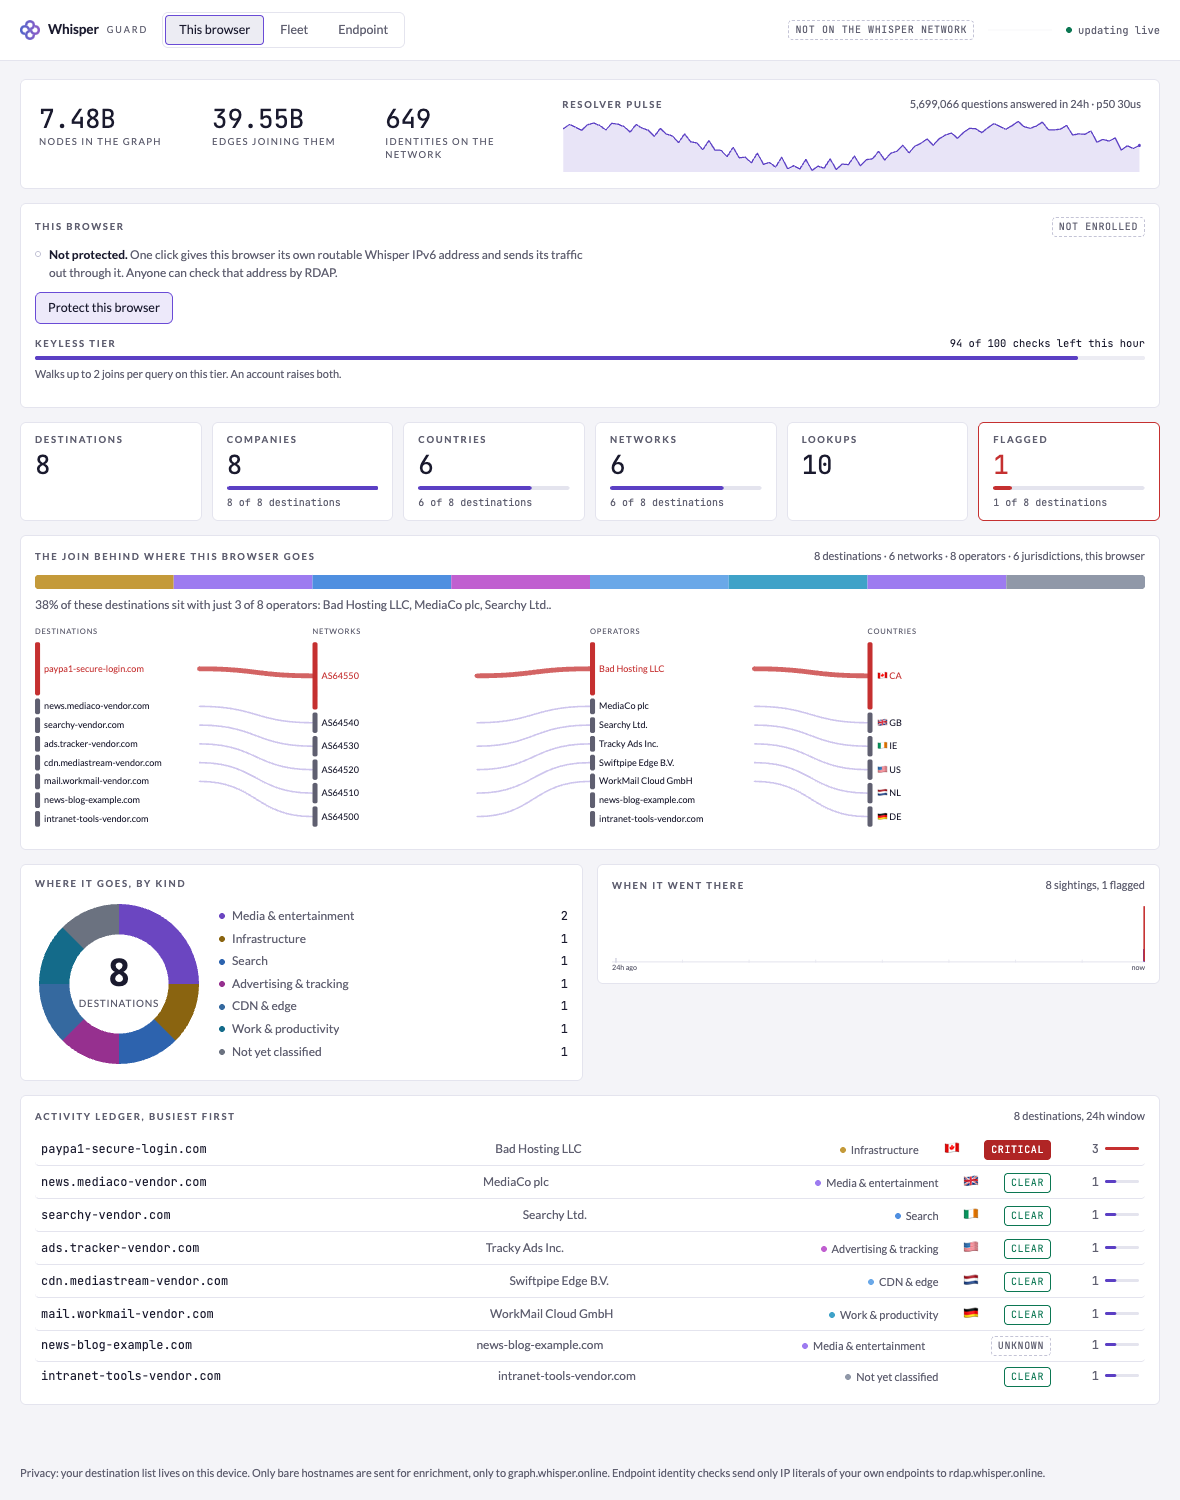 Whisper GUARD
This browser
Fleet
Endpoint
NOT ON THE WHISPER NETWORK
updating live
7.48B
NODES IN THE GRAPH
39.55B
EDGES JOINING THEM
649
IDENTITIES ON THE
NETWORK
RESOLVER PULSE
5,699,066 questions answered in 24h · p50 30us
THIS BROWSER
NOT ENROLLED
Not protected. One click gives this browser its own routable Whisper IPv6 address and sends its traffic
out through it. Anyone can check that address by RDAP.
Protect this browser
KEYLESS TIER
94 of 100 checks left this hour
Walks up to 2 joins per query on this tier. An account raises both.
DESTINATIONS
8
COMPANIES
8
8 of 8 destinations
COUNTRIES
6
6 of 8 destinations
NETWORKS
6
6 of 8 destinations
LOOKUPS
10
FLAGGED
1
1 of 8 destinations
THE JOIN BEHIND WHERE THIS BROWSER GOES
8 destinations · 6 networks · 8 operators · 6 jurisdictions, this browser
38% of these destinations sit with just 3 of 8 operators: Bad Hosting LLC, MediaCo plc, Searchy Ltd..
DESTINATIONS
paypa1-secure-login.com
news.mediaco-vendor.com
searchy-vendor.com
ads.tracker-vendor.com
cdn.mediastream-vendor.com
mail.workmail-vendor.com
news-blog-example.com
intranet-tools-vendor.com
NETWORKS
AS64550
AS64540
AS64530
AS64520
AS64510
AS64500
OPERATORS
Bad Hosting LLC
MediaCo plc
Searchy Ltd.
Tracky Ads Inc.
Swiftpipe Edge B.V.
WorkMail Cloud GmbH
news-blog-example.com
intranet-tools-vendor.com
COUNTRIES
CA
GB
IE
US
NL
DE
WHERE IT GOES, BY KIND
8
DESTINATIONS
Media & entertainment 2
Infrastructure 1
Search 1
Advertising & tracking 1
CDN & edge 1
Work & productivity 1
Not yet classified 1
WHEN IT WENT THERE
8 sightings, 1 flagged
24h ago
now
ACTIVITY LEDGER, BUSIEST FIRST
8 destinations, 24h window
paypa1-secure-login.com Bad Hosting LLC Infrastructure CRITICAL 3
news.mediaco-vendor.com MediaCo plc Media & entertainment CLEAR 1
searchy-vendor.com Searchy Ltd. Search CLEAR 1
ads.tracker-vendor.com Tracky Ads Inc. Advertising & tracking CLEAR 1
cdn.mediastream-vendor.com Swiftpipe Edge B.V. CDN & edge CLEAR 1
mail.workmail-vendor.com WorkMail Cloud GmbH Work & productivity CLEAR 1
news-blog-example.com news-blog-example.com Media & entertainment UNKNOWN 1
intranet-tools-vendor.com intranet-tools-vendor.com Not yet classified CLEAR 1
Privacy: your destination list lives on this device. Only bare hostnames are sent for enrichment, only to graph.whisper.online. Endpoint identity checks send only IP literals of your own endpoints to rdap.whisper.online.